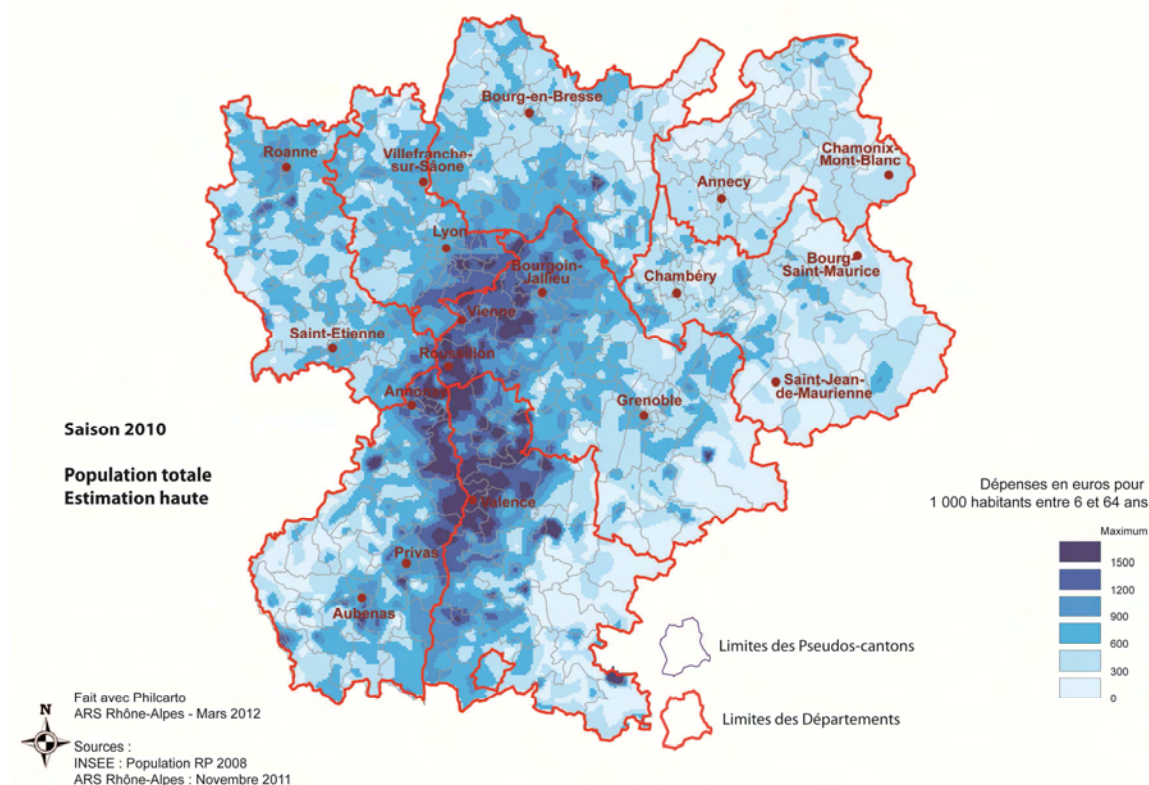 Bourg-en-Bresse
Roanne
Villefranche-
sur-Sâone
Chamonix-
Mont-Blanc
Annecy
Lyon
Bourgoin-
Jallieu
Chambéry
Bourg-
Saint-Maurice
Vienne
Saint-Etienne
Roussillon
Annonay
Grenoble
Saint-Jean-
de-Maurienne
Saison 2010
Population totale
Estimation haute
Valence
Privas
Aubenas
Dépenses en euros pour
1 000 habitants entre 6 et 64 ans
Maximum
1500
1200
900
600
300
0
Limites des Pseudos-cantons
Limites des Départements
N
Fait avec Philcarto
ARS Rhône-Alpes - Mars 2012
Sources :
INSEE : Population RP 2008
ARS Rhône-Alpes : Novembre 2011